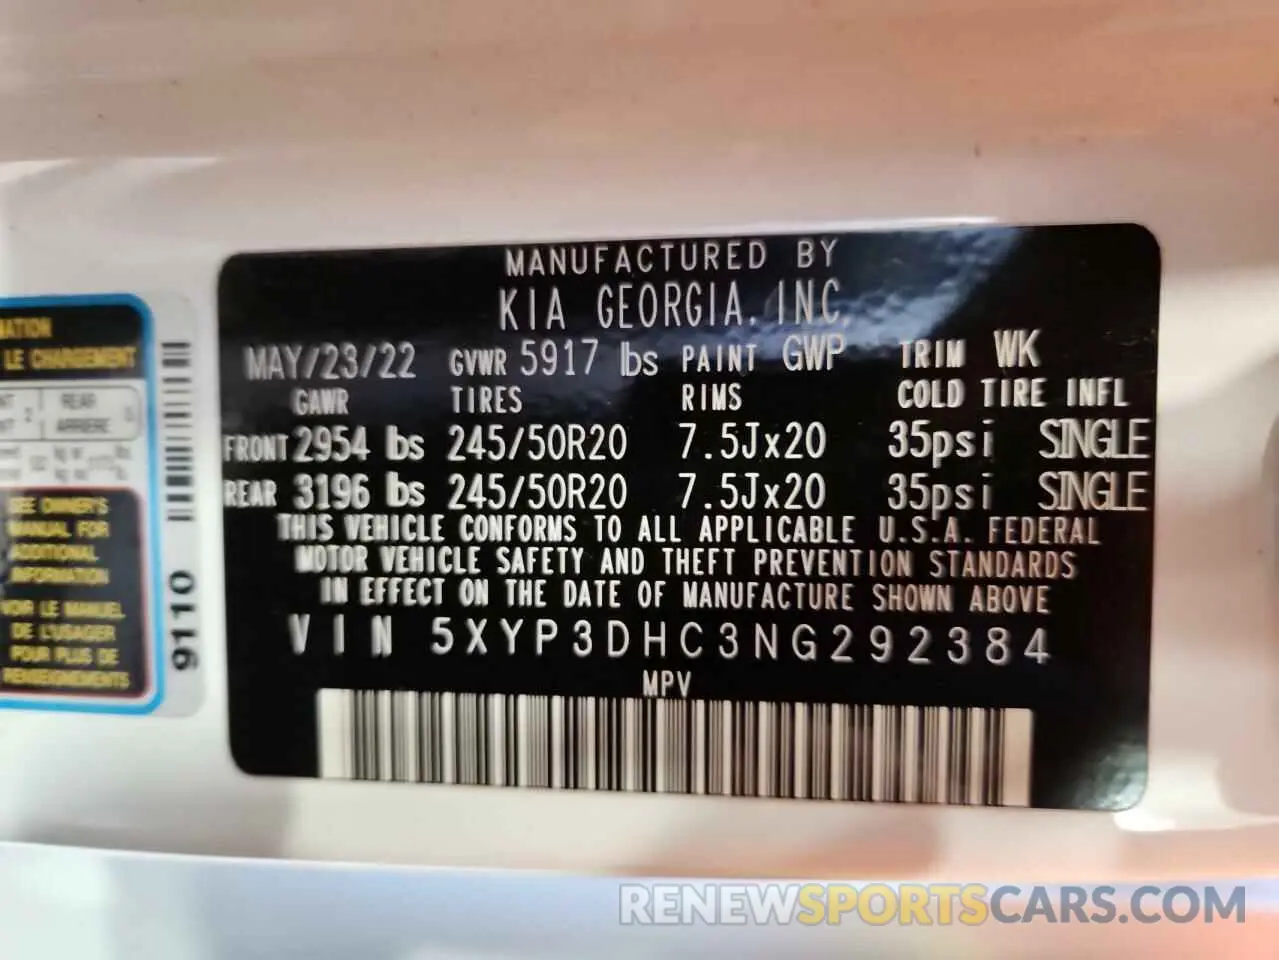 MANUFACTURED BY
KIA GEORGIA. INC.
MAY/23/22 GVWR 5917 lbs PAINT GWP TRIM WK
GAWR TIRES RIMS COLD TIRE INFL
FRONT 2954 lbs 245/50R20 7.5Jx20 35psi SINGLE
REAR 3196 lbs 245/50R20 7.5Jx20 35psi SINGLE
THIS VEHICLE CONFORMS TO ALL APPLICABLE U.S.A. FEDERAL
MOTOR VEHICLE SAFETY AND THEFT PREVENTION STANDARDS
IN EFFECT ON THE DATE OF MANUFACTURE SHOWN ABOVE
VIN 5XYP3DHC3NG292384
MPV
LE CHARGEMENT
REAR
ARRIERE
SEE OWNER'S
MANUAL FOR
ADDITIONAL
INFORMATION
VOIR LE MANUEL
DE L'USAGER
POUR PLUS DE
RENSEIGNEMENTS
9110
RENEWSPORTSCARS.COM